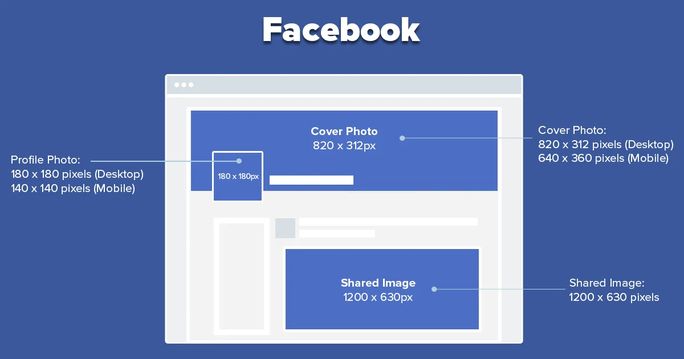 Facebook
Cover Photo
820 x 312px
Cover Photo:
820 x 312 pixels (Desktop)
640 x 360 pixels (Mobile)
Profile Photo:
180 x 180 pixels (Desktop)
140 x 140 pixels (Mobile)
180 x 180px
Shared Image
1200 x 630px
Shared Image:
1200 x 630 pixels